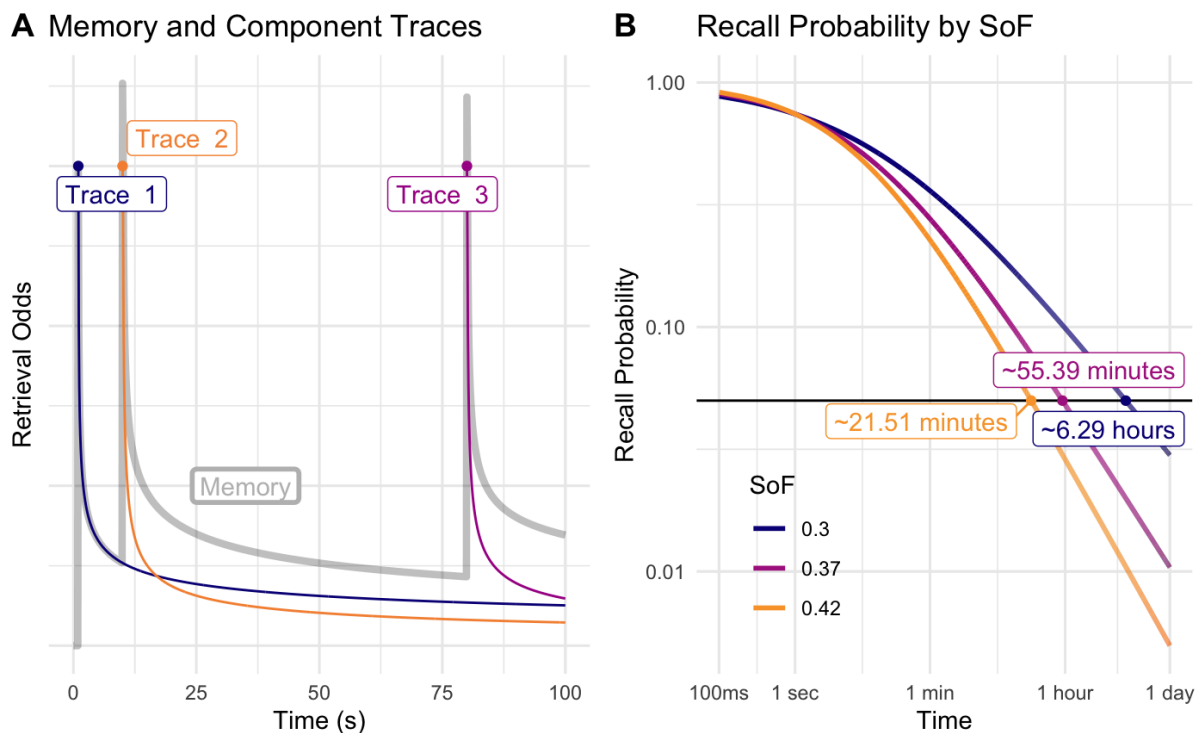 A Memory and Component Traces
Retrieval Odds
Trace 2
Trace 1
Trace 3
Memory
0 25 50 75 100
Time (s)
B Recall Probability by SoF
Recall Probability
1.00
0.10
0.01
~55.39 minutes
~21.51 minutes
~6.29 hours
SoF
0.3
0.37
0.42
100ms 1 sec 1 min 1 hour 1 day
Time